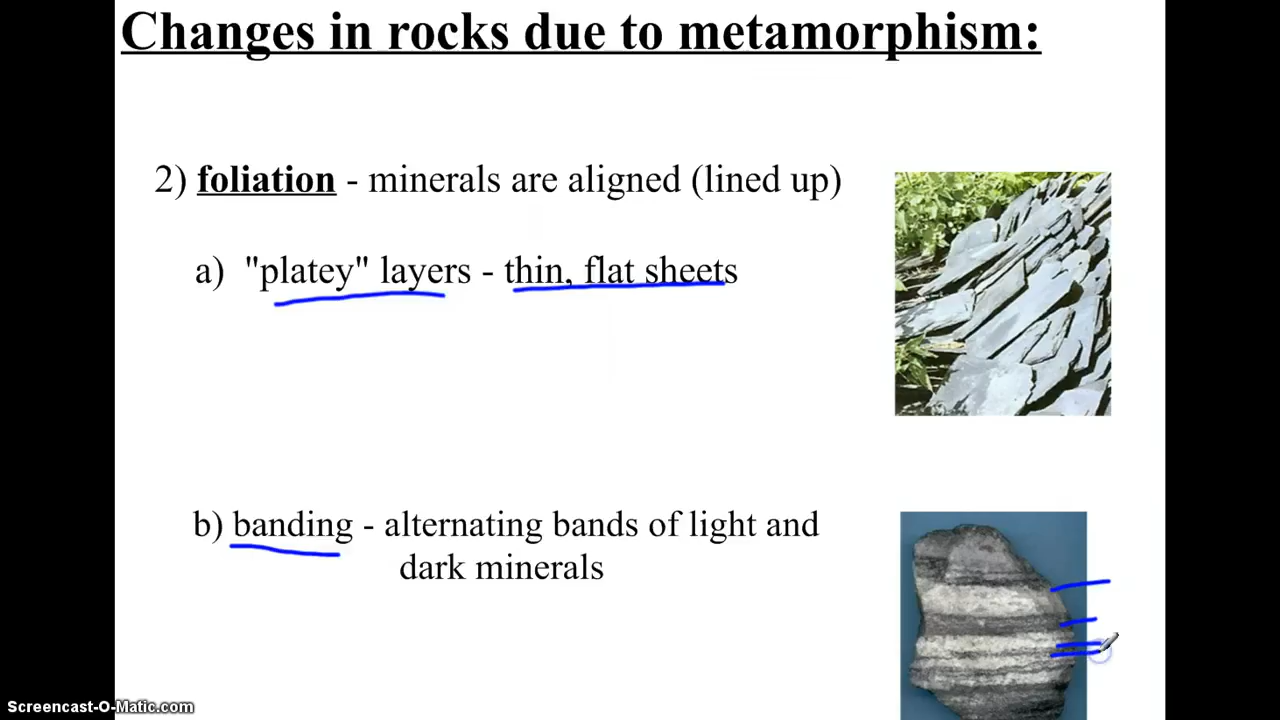 Changes in rocks due to metamorphism:
2) foliation - minerals are aligned (lined up)
a) "platey" layers - thin, flat sheets
b) banding - alternating bands of light and
dark minerals
Screencast-O-Matic.com